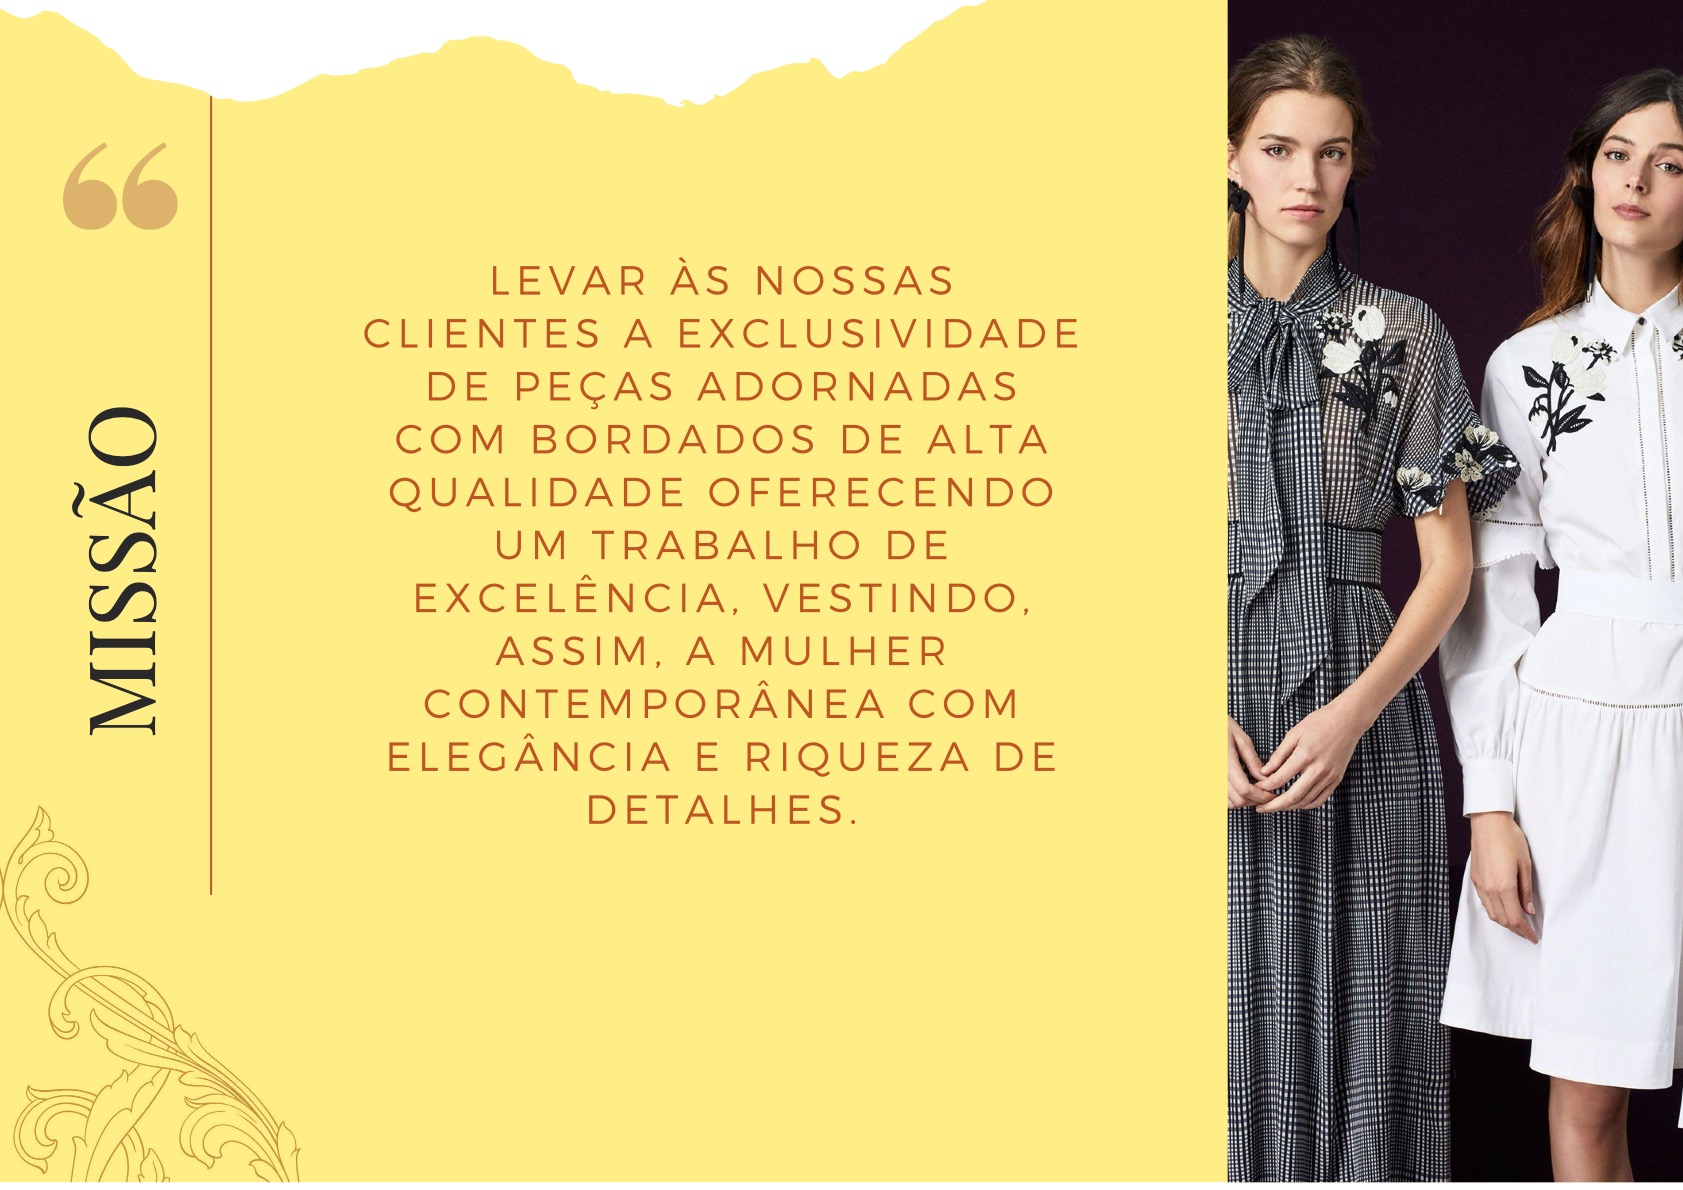 MISSÃO
LEVAR ÀS NOSSAS
CLIENTES A EXCLUSIVIDADE
DE PEÇAS ADORNADAS
COM BORDADOS DE ALTA
QUALIDADE OFERECENDO
UM TRABALHO DE
EXCELÊNCIA, VESTINDO,
ASSIM, A MULHER
CONTEMPORÂNEA COM
ELEGÂNCIA E RIQUEZA DE
DETALHES.